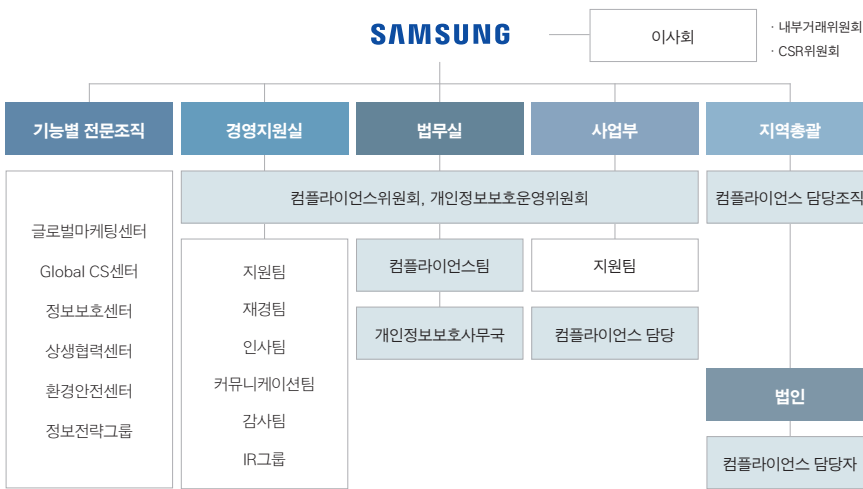 SAMSUNG
이사회
· 내부거래위원회
· CSR위원회
기능별 전문조직
경영지원실
법무실
사업부
지역총괄
컴플라이언스위원회, 개인정보보호운영위원회
컴플라이언스 담당조직
글로벌마케팅센터
Global CS센터
정보보호센터
상생협력센터
환경안전센터
정보전략그룹
지원팀
재경팀
인사팀
커뮤니케이션팀
감사팀
IR그룹
컴플라이언스팀
개인정보보호사무국
지원팀
컴플라이언스 담당
법인
컴플라이언스 담당자